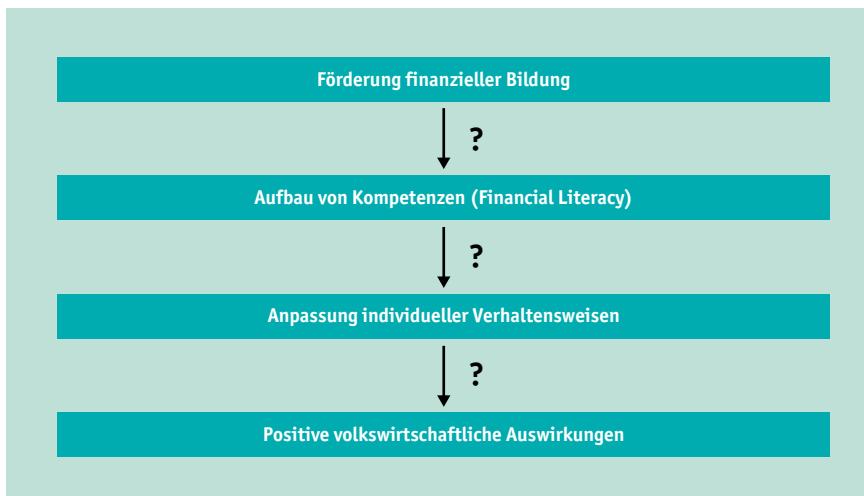 Förderung finanzieller Bildung
?
Aufbau von Kompetenzen (Financial Literacy)
?
Anpassung individueller Verhaltensweisen
?
Positive volkswirtschaftliche Auswirkungen